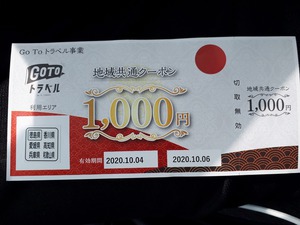 Go To トラベル事業
GOTO
トラベル
利用エリア
徳島県 香川県
愛媛県 高知県
兵庫県 和歌山県
地域共通クーポン
1,000円
有効期間 2020.10.04 2020.10.06
切取無効
地域共通クーポン
1,000円